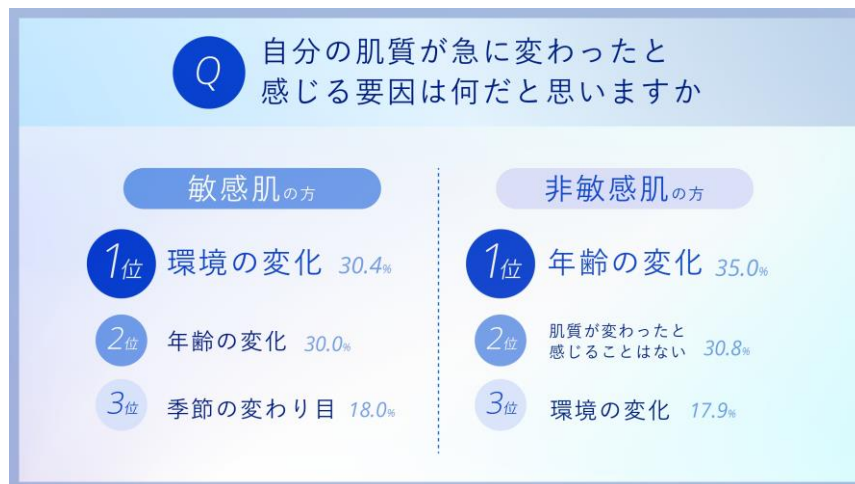 Q
自分の肌質が急に変わったと
感じる要因は何だと思いますか
敏感肌の方
1位 環境の変化 30.4%
2位 年齢の変化 30.0%
3位 季節の変わり目 18.0%
非敏感肌の方
1位 年齢の変化 35.0%
2位 肌質が変わったと
感じることはない 30.8%
3位 環境の変化 17.9%